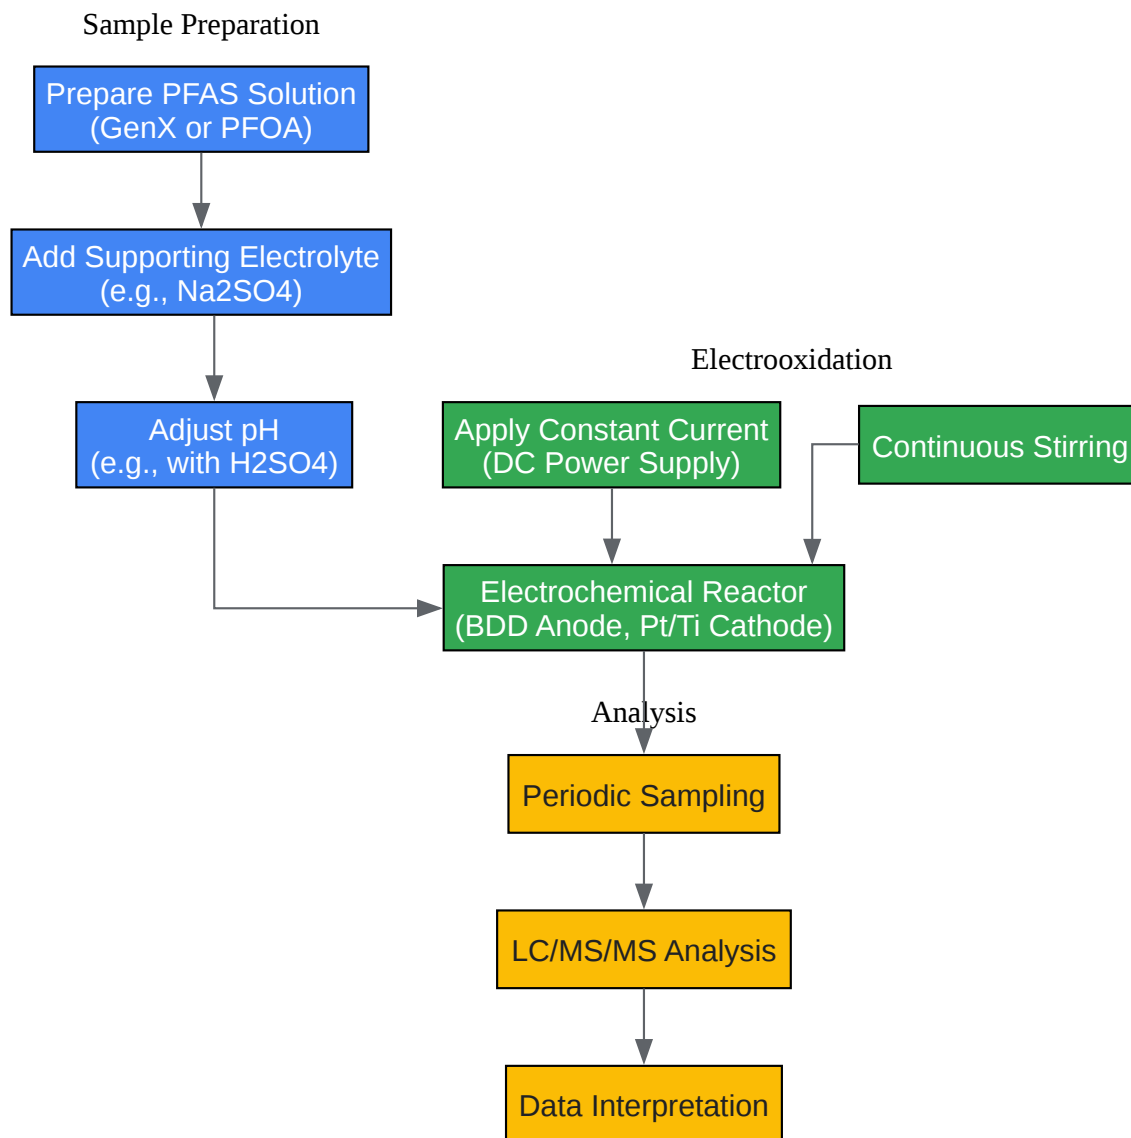 Sample Preparation
Prepare PFAS Solution
(GenX or PFOA)
Add Supporting Electrolyte
(e.g., Na2SO4)
Adjust pH
(e.g., with H2SO4)
Electrooxidation
Apply Constant Current
(DC Power Supply)
Continuous Stirring
Electrochemical Reactor
(BDD Anode, Pt/Ti Cathode)
Analysis
Periodic Sampling
LC/MS/MS Analysis
Data Interpretation